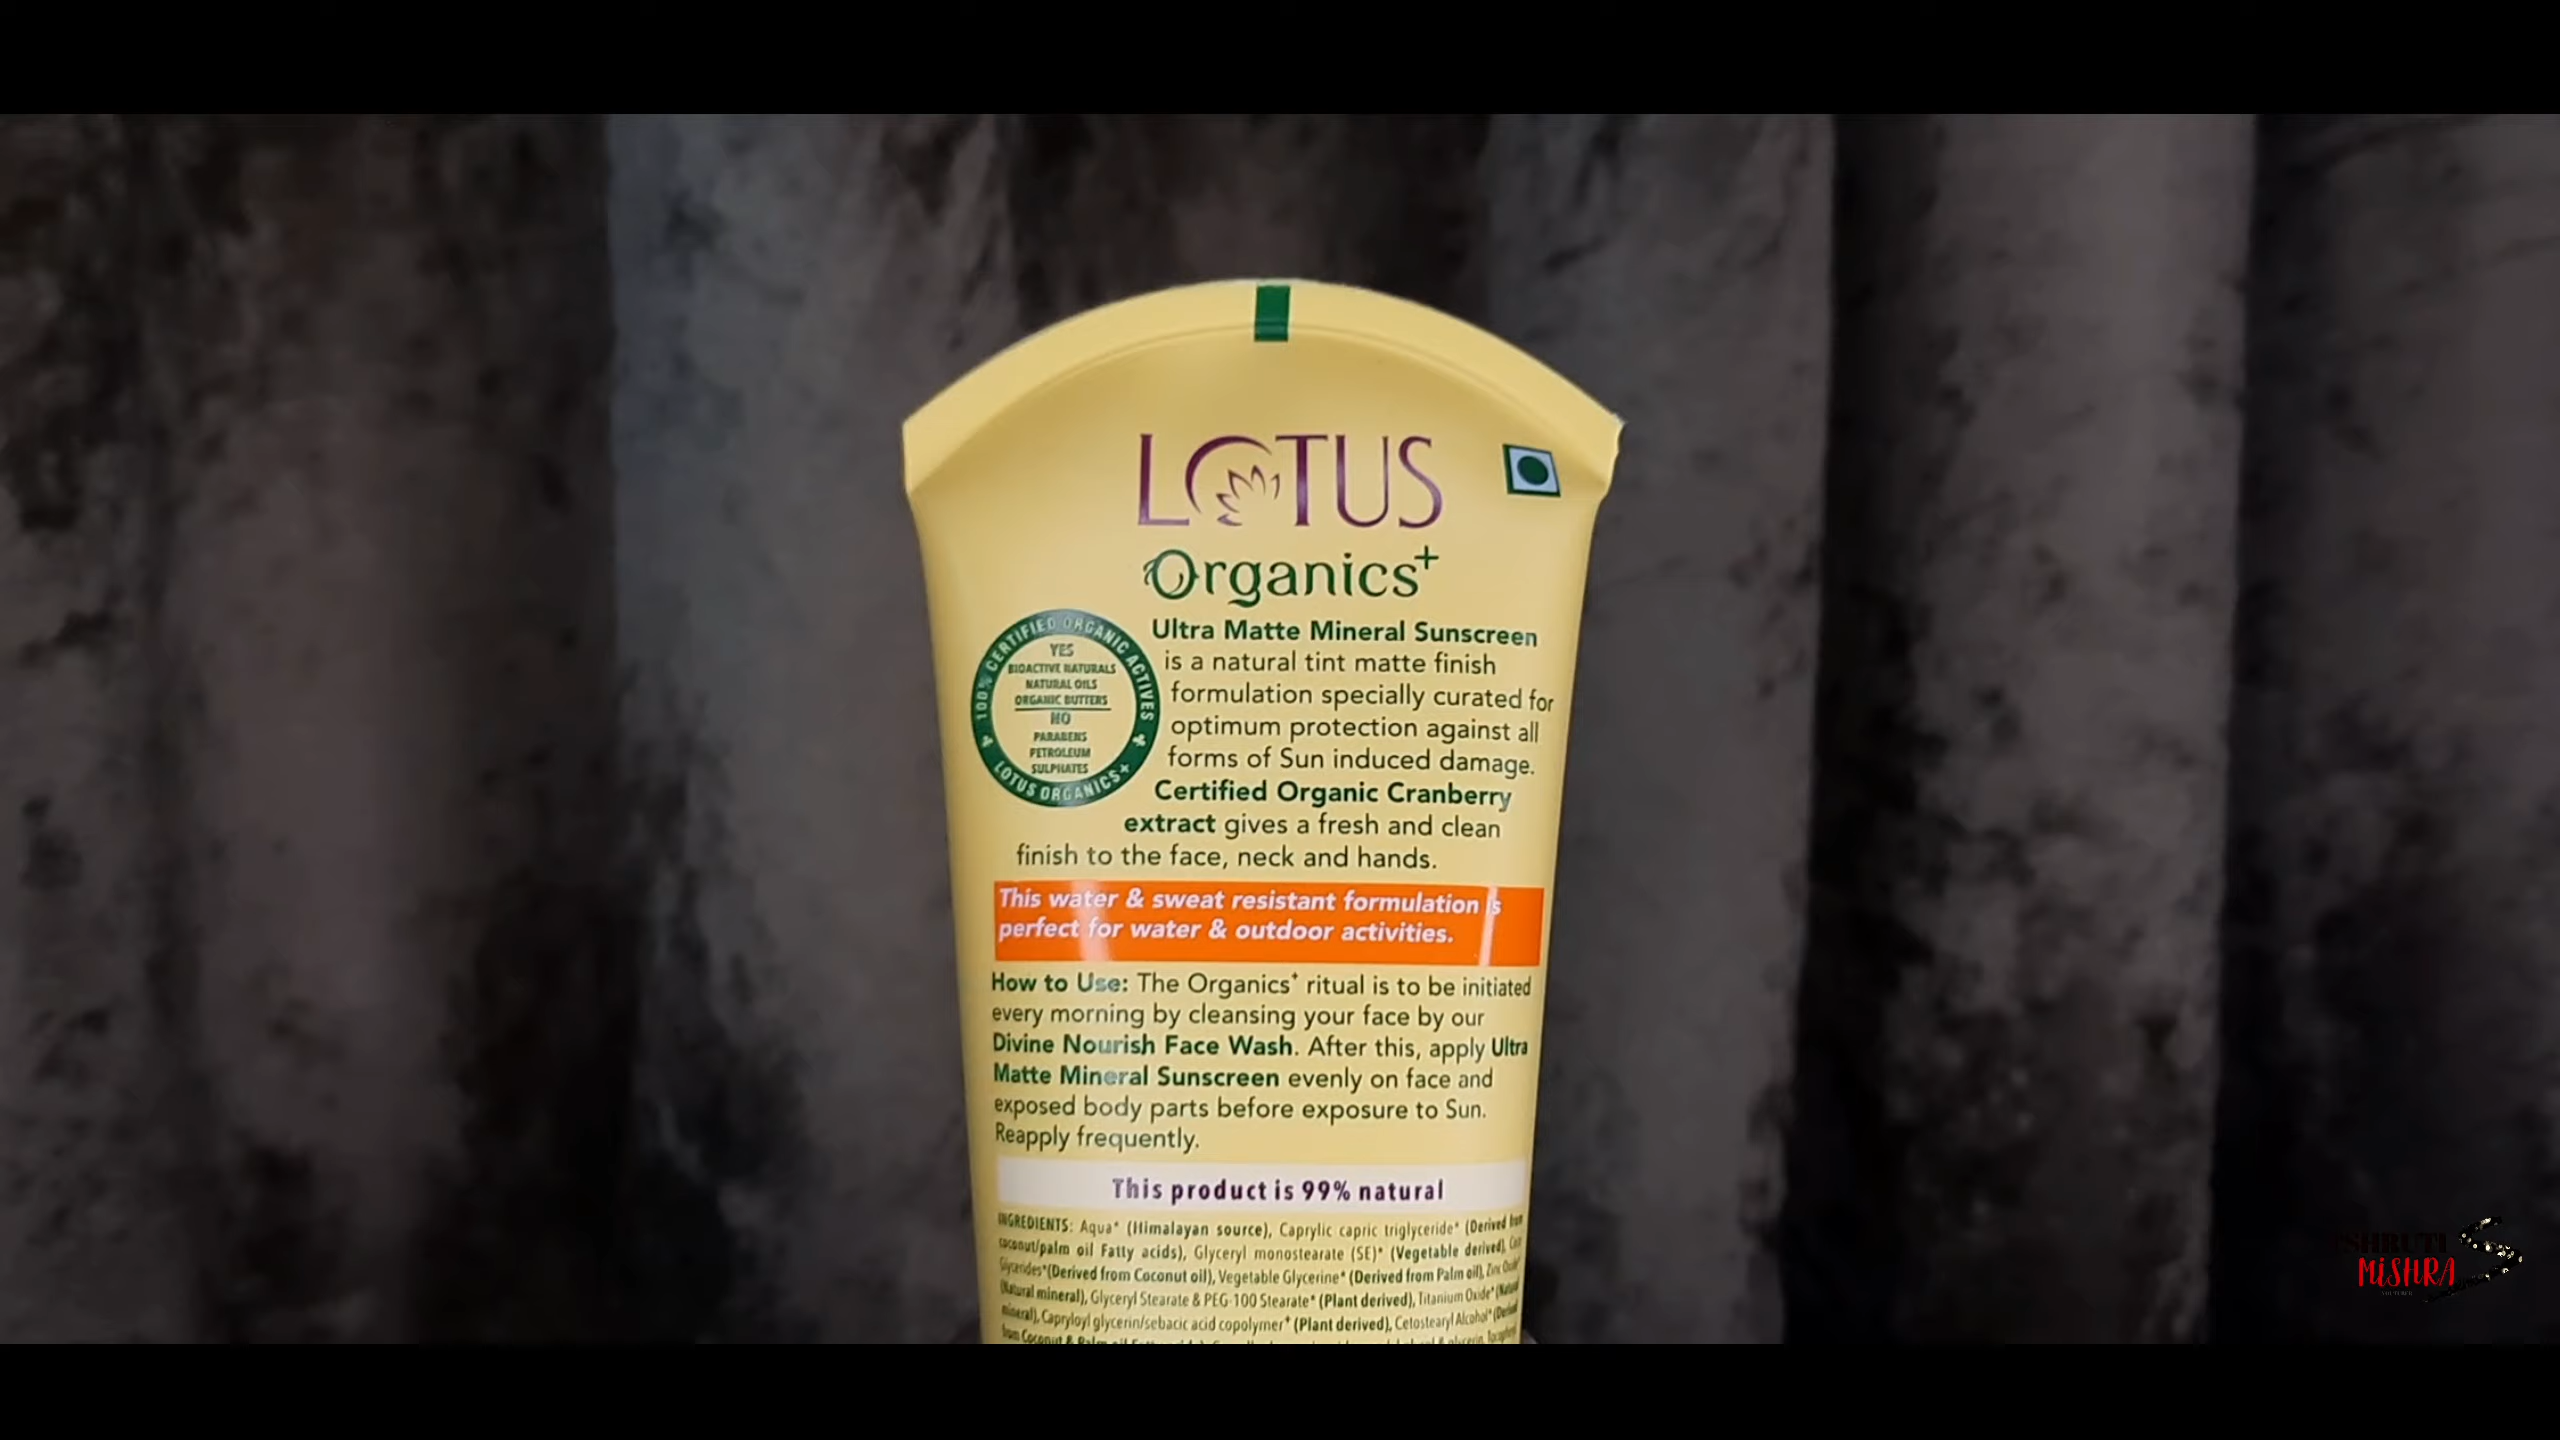 LOTUS
Organics+
100% CERTIFIED ORGANIC ACTIVES
YES
BIOACTIVE NATURALS
NATURAL OILS
ORGANIC BUTTERS
NO
PARABENS
PETROLEUM
SULPHATES
LOTUS ORGANICS+
Ultra Matte Mineral Sunscreen
is a natural tint matte finish
formulation specially curated for
optimum protection against all
forms of Sun induced damage.
Certified Organic Cranberry
extract gives a fresh and clean
finish to the face, neck and hands.
This water & sweat resistant formulation is
perfect for water & outdoor activities.
How to Use: The Organics+ ritual is to be initiated
every morning by cleansing your face by our
Divine Nourish Face Wash. After this, apply Ultra
Matte Mineral Sunscreen evenly on face and
exposed body parts before exposure to Sun.
Reapply frequently.
This product is 99% natural
INGREDIENTS: Aqua* (Himalayan source), Caprylic capric triglyceride* (Derived from
coconut/palm oil Fatty acids), Glyceryl monostearate (SE)* (Vegetable derived),
Glycerides* (Derived from Coconut oil), Vegetable Glycerine* (Derived from Palm oil), Zinc Oxide*
(Natural mineral), Glyceryl Stearate & PEG-100 Stearate* (Plant derived), Titanium Oxide* (Natural
mineral), Capryloyl glycerin/sebacic acid copolymer+ (Plant derived), Cetostearyl Alcohol* (Derived
from Coconut &
SHRUTI
MiSHRA